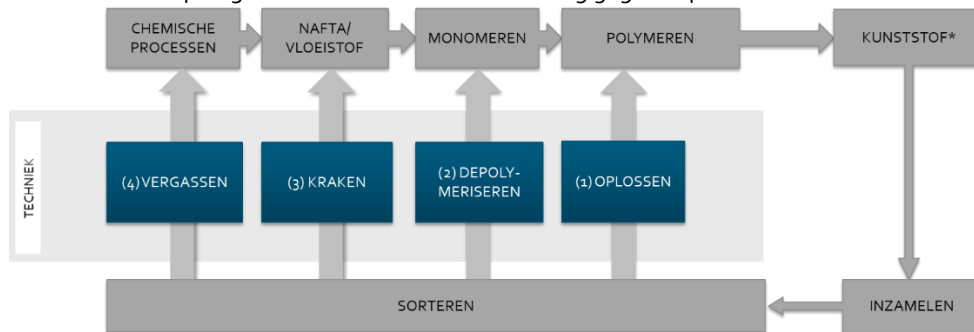 CHEMISCHE
PROCESSEN
NAFTA/
VLOEISTOF
MONOMEREN
POLYMEREN
KUNSTSTOF*
TECHNIEK
(4) VERGASSEN
(3) KRAKEN
(2) DEPOLY-
MERISEREN
(1) OPLOSSEN
SORTEREN
INZAMELEN